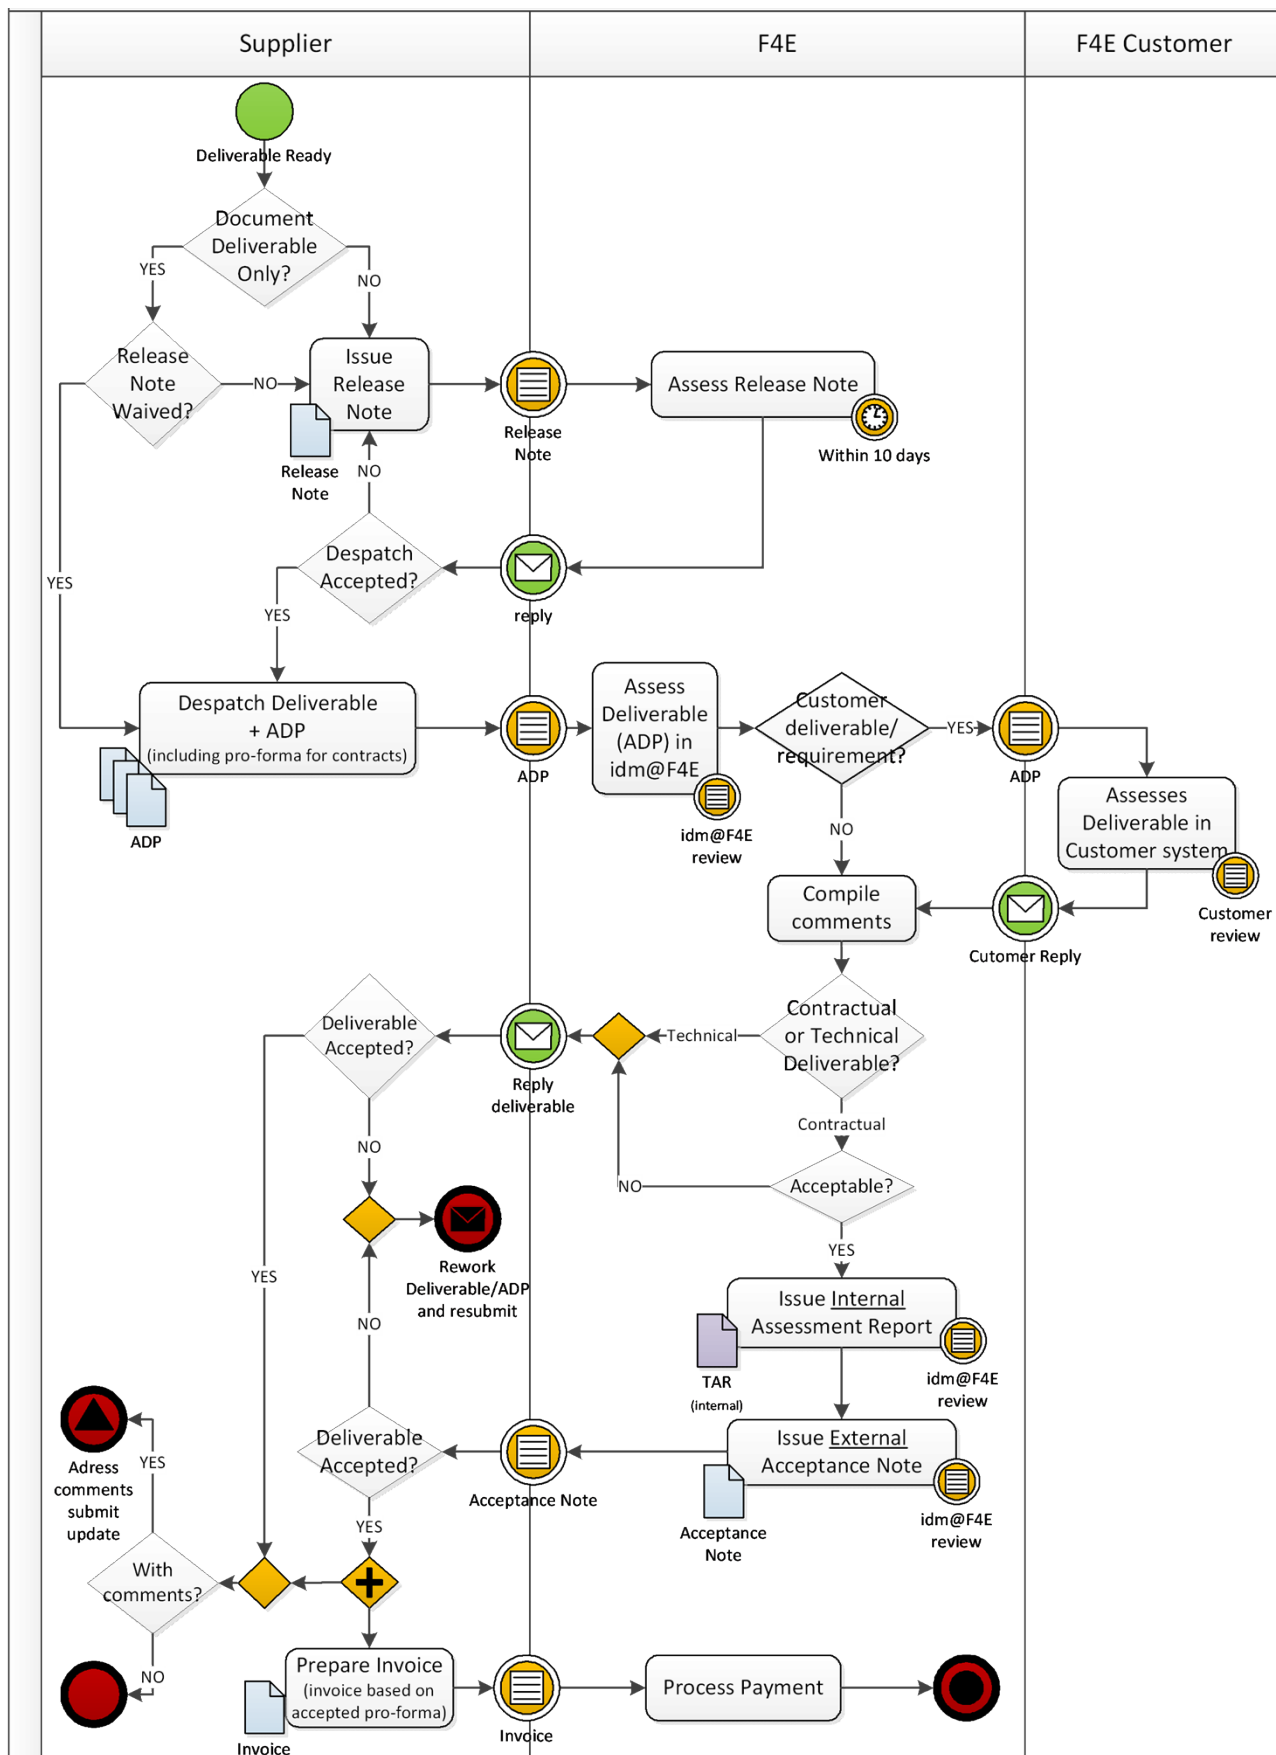 Supplier
F4E
F4E Customer
Deliverable Ready
Document
Deliverable
Only?
YES
NO
Release
Note
Waived?
NO
Issue
Release
Note
Release
Note
Release
Note
Assess Release Note
Within 10 days
NO
Despatch
Accepted?
reply
YES
YES
Despatch Deliverable
+ ADP
(including pro-forma for contracts)
ADP
ADP
Assess
Deliverable
(ADP) in
idm@F4E
idm@F4E
review
Customer
deliverable/
requirement?
YES
ADP
NO
Assesses
Deliverable in
Customer system
Customer
review
Compile
comments
Cutomer Reply
Contractual
or Technical
Deliverable?
Technical
Reply
deliverable
Deliverable
Accepted?
Contractual
NO
Acceptable?
NO
YES
Rework
Deliverable/ADP
and resubmit
YES
NO
Issue Internal
Assessment Report
TAR
(internal)
idm@F4E
review
Issue External
Acceptance Note
Acceptance
Note
idm@F4E
review
Acceptance Note
Deliverable
Accepted?
YES
Adress
comments
submit
update
YES
With
comments?
NO
Prepare Invoice
(invoice based on
accepted pro-forma)
Invoice
Invoice
Process Payment